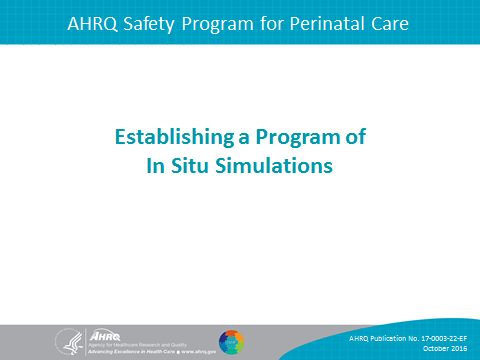 AHRQ Safety Program for Perinatal Care
Establishing a Program of
In Situ Simulations
AHRQ
Agency for Healthcare Research and Quality
Advancing Excellence in Health Care • www.ahrq.gov
AHRQ Publication No. 17-0003-22-EF
October 2016